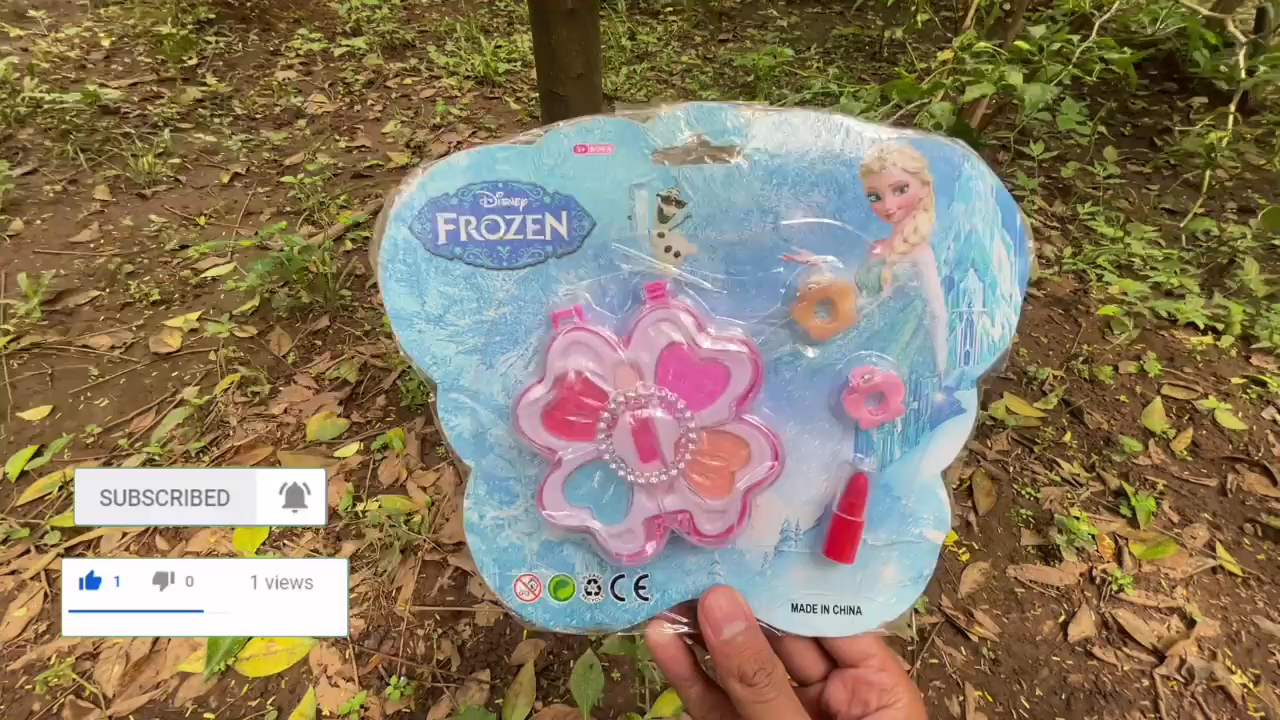 DISNEY
FROZEN
SUBSCRIBED
1
0
1 views
CE
MADE IN CHINA